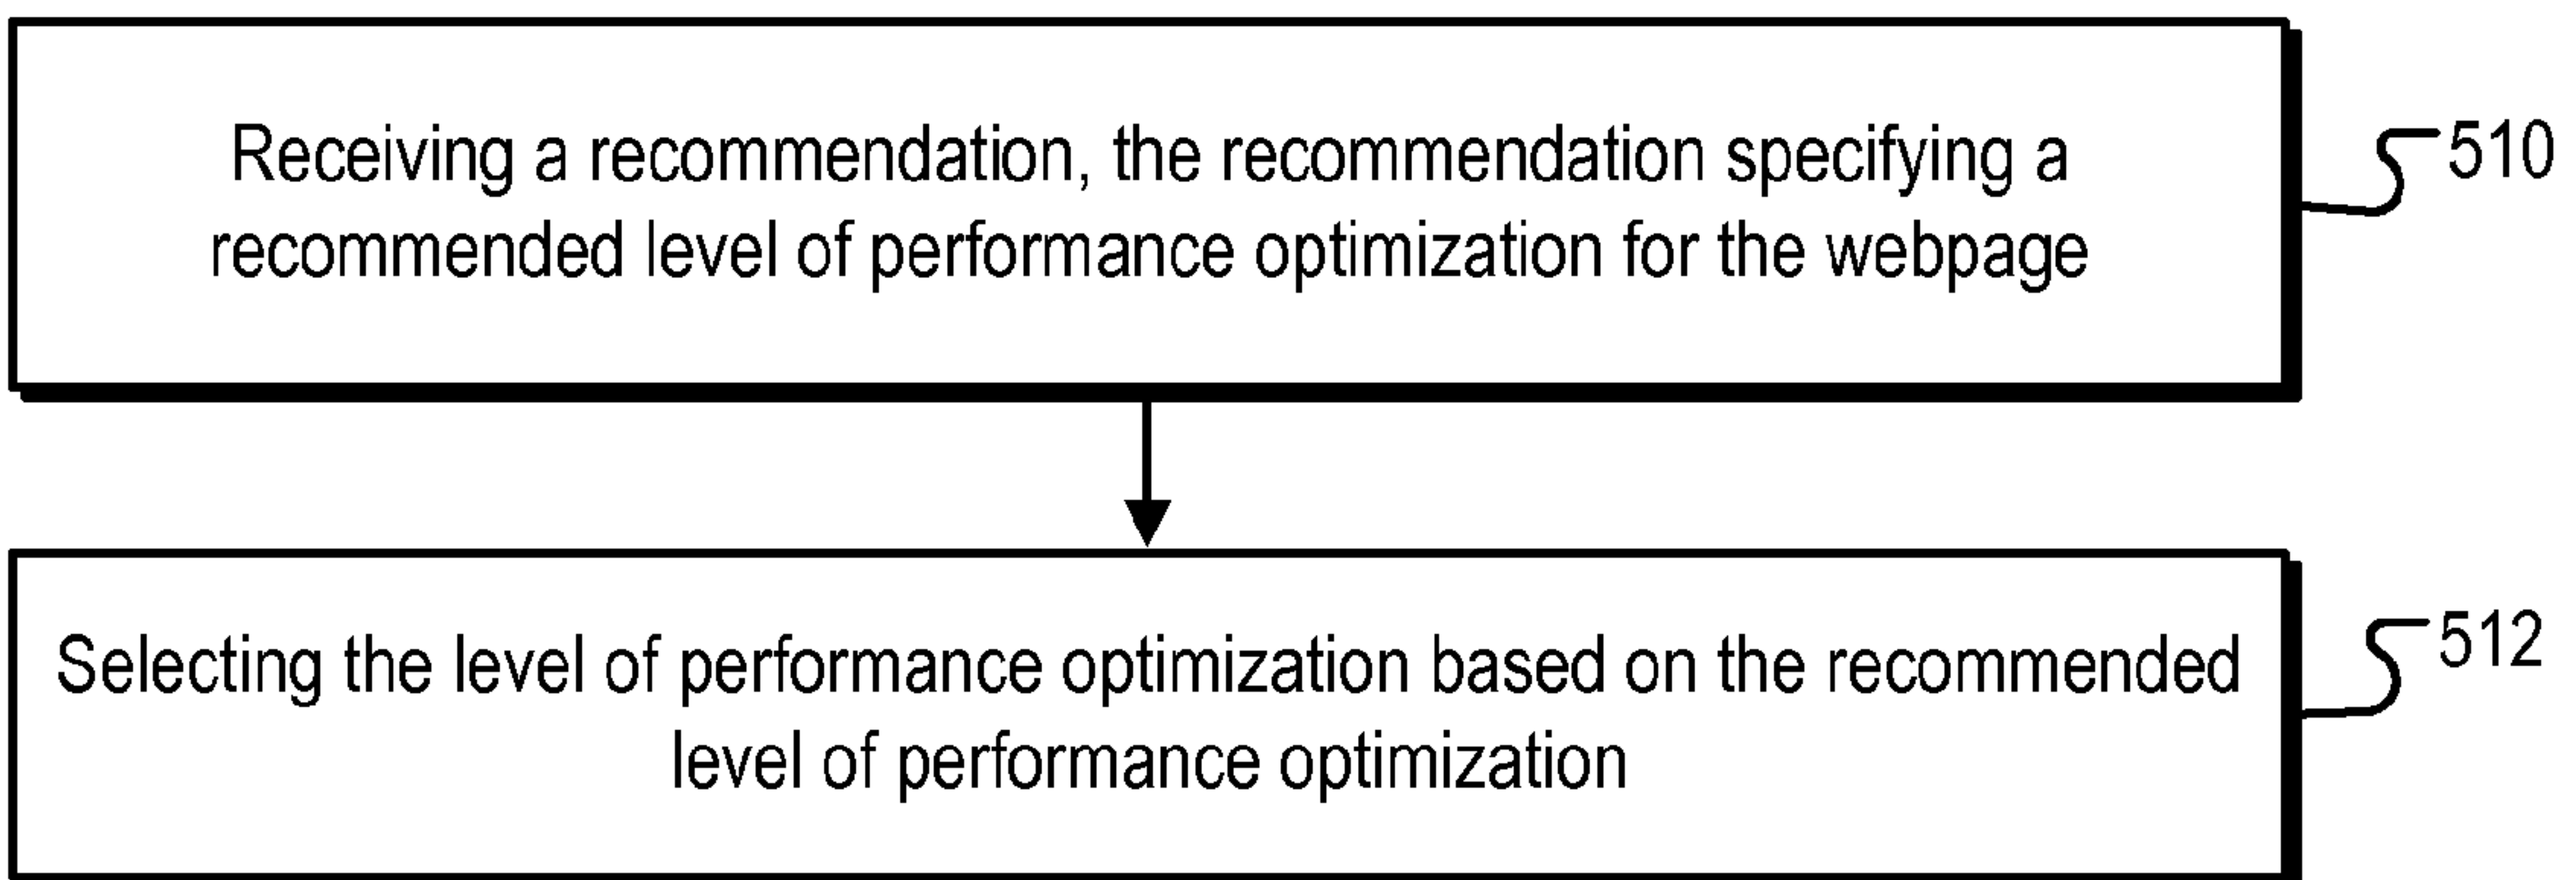 Receiving a recommendation, the recommendation specifying a
recommended level of performance optimization for the webpage
510
Selecting the level of performance optimization based on the recommended
level of performance optimization
512